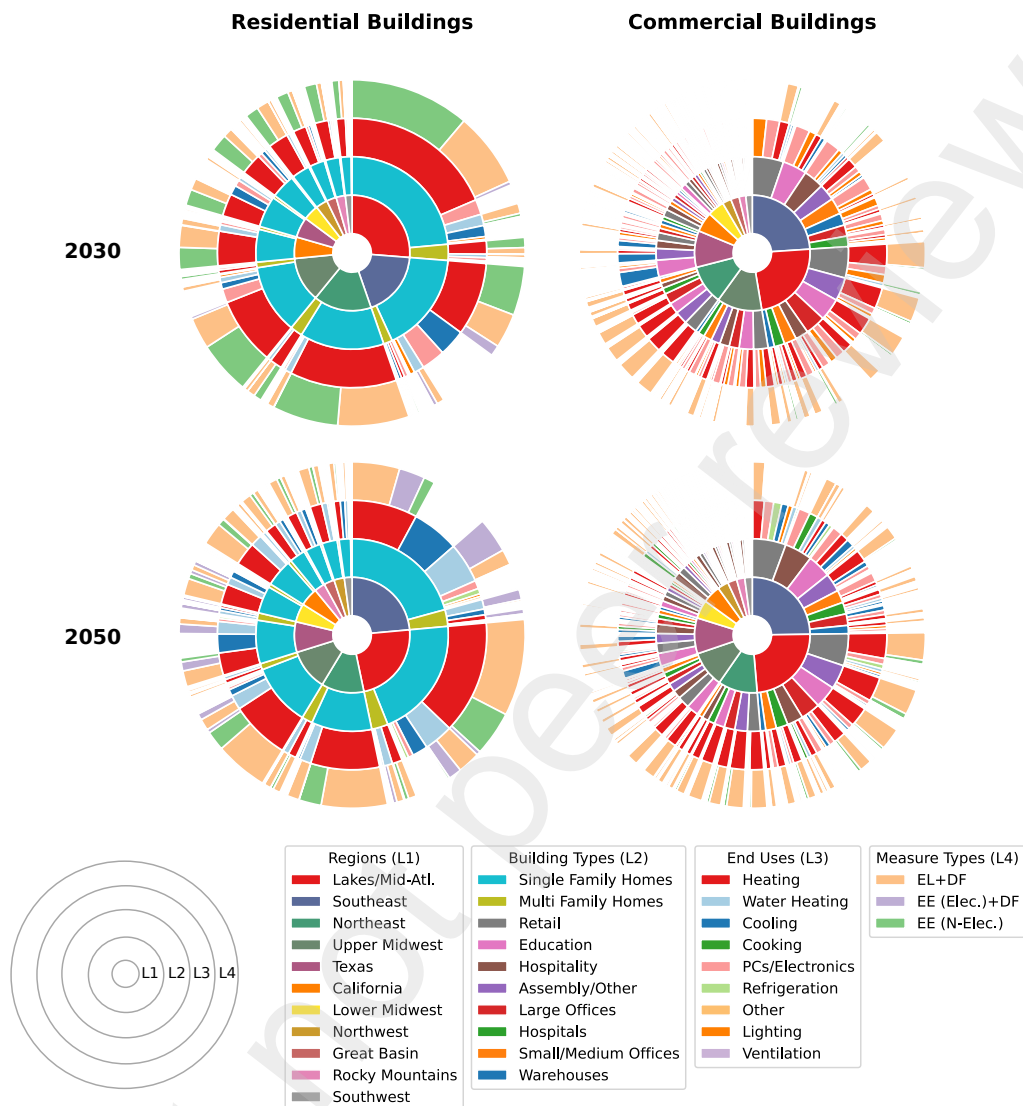 Residential Buildings
Commercial Buildings
2030
2050
L1 L2 L3 L4
Regions (L1)
Lakes/Mid-Atl.
Southeast
Northeast
Upper Midwest
Texas
California
Lower Midwest
Northwest
Great Basin
Rocky Mountains
Southwest
Building Types (L2)
Single Family Homes
Multi Family Homes
Retail
Education
Hospitality
Assembly/Other
Large Offices
Hospitals
Small/Medium Offices
Warehouses
End Uses (L3)
Heating
Water Heating
Cooling
Cooking
PCs/Electronics
Refrigeration
Other
Lighting
Ventilation
Measure Types (L4)
EL+DF
EE (Elec.)+DF
EE (N-Elec.)
not peer review